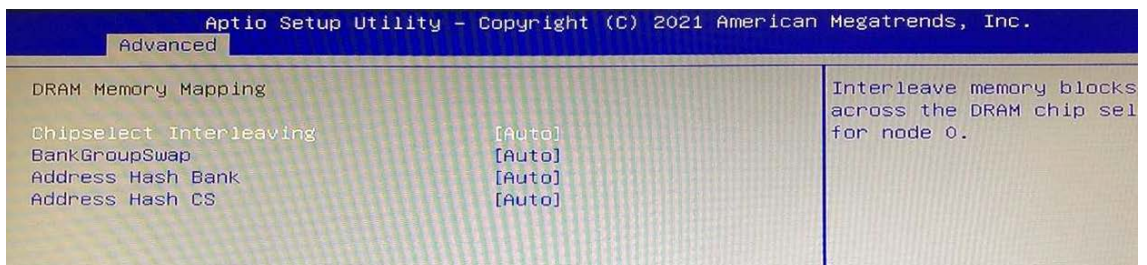 Aptio Setup Utility – Copyright (C) 2021 American Megatrends, Inc.
Advanced
DRAM Memory Mapping
Chipselect Interleaving [Auto]
BankGroupSwap [Auto]
Address Hash Bank [Auto]
Address Hash CS [Auto]
Interleave memory blocks
across the DRAM chip sel
for node 0.